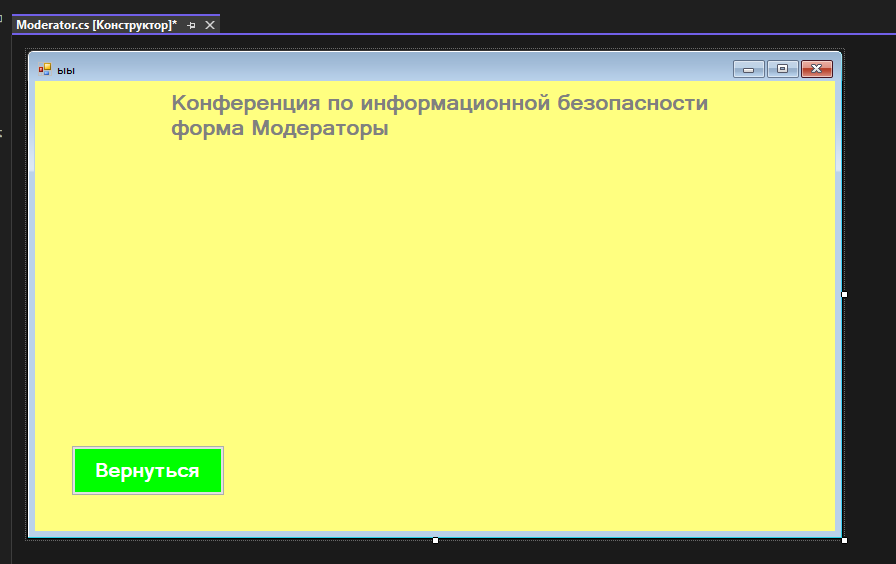 Moderator.cs [Конструктор]*
ыы
Конференция по информационной безопасности
форма Модераторы
Вернуться